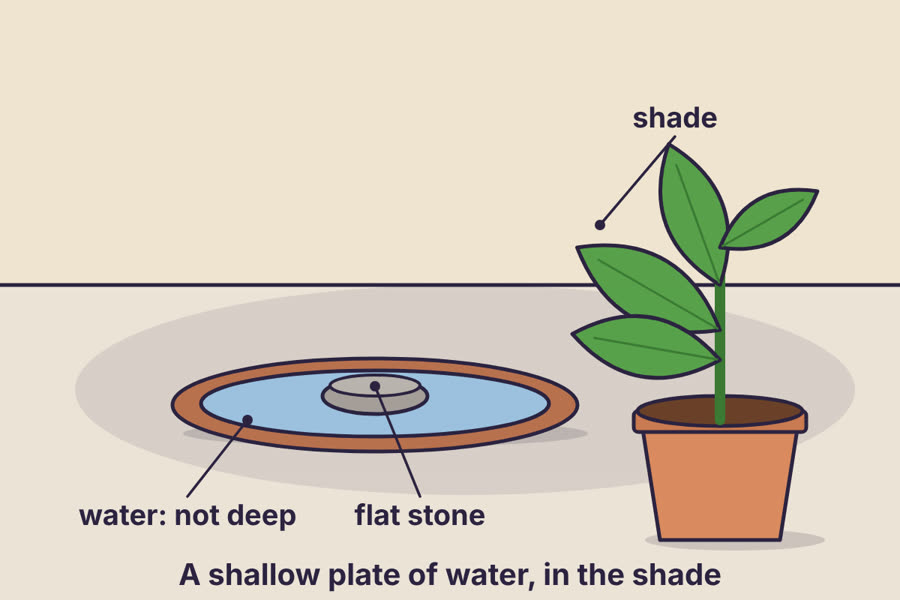 shade
water: not deep
flat stone
A shallow plate of water, in the shade